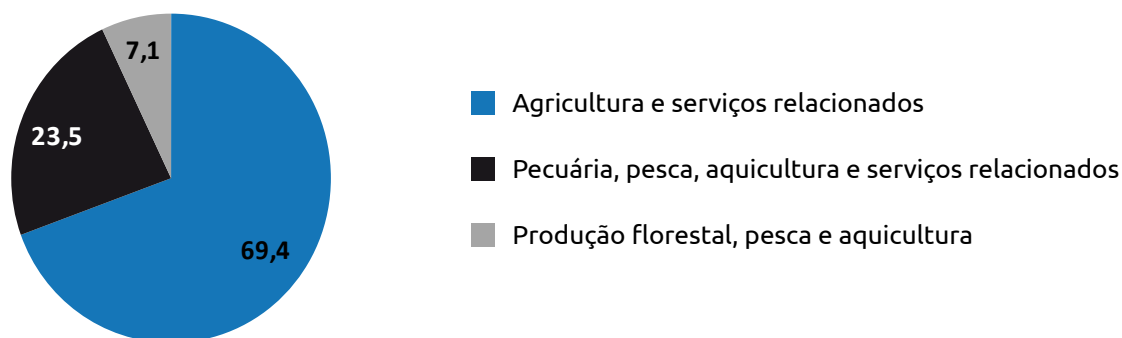 7,1
23,5
69,4
Agricultura e serviços relacionados
Pecuária, pesca, aquicultura e serviços relacionados
Produção florestal, pesca e aquicultura